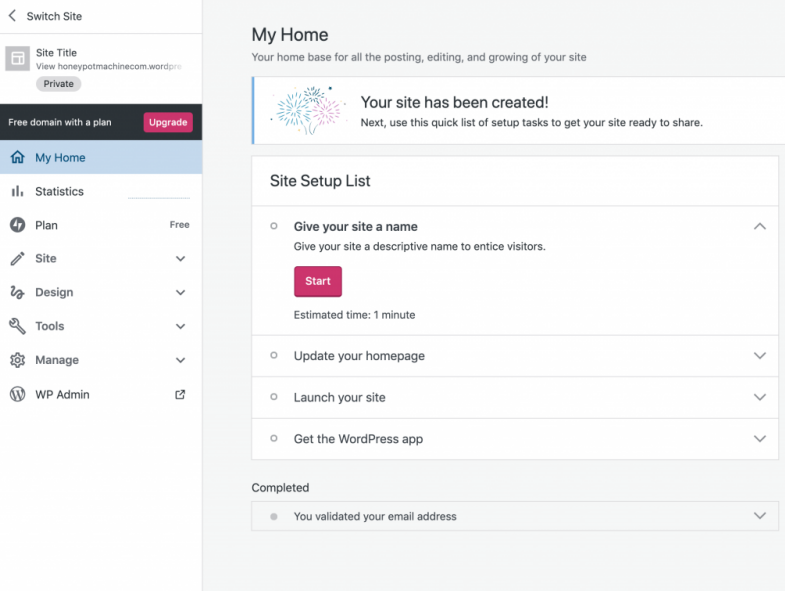 Switch Site
Site Title
View honeypotmachinecom.wordpre
Private
Free domain with a plan
Upgrade
My Home
Statistics
Plan
Free
Site
Design
Tools
Manage
WP Admin
My Home
Your home base for all the posting, editing, and growing of your site
Your site has been created!
Next, use this quick list of setup tasks to get your site ready to share.
Site Setup List
Give your site a name
Give your site a descriptive name to entice visitors.
Start
Estimated time: 1 minute
Update your homepage
Launch your site
Get the WordPress app
Completed
You validated your email address